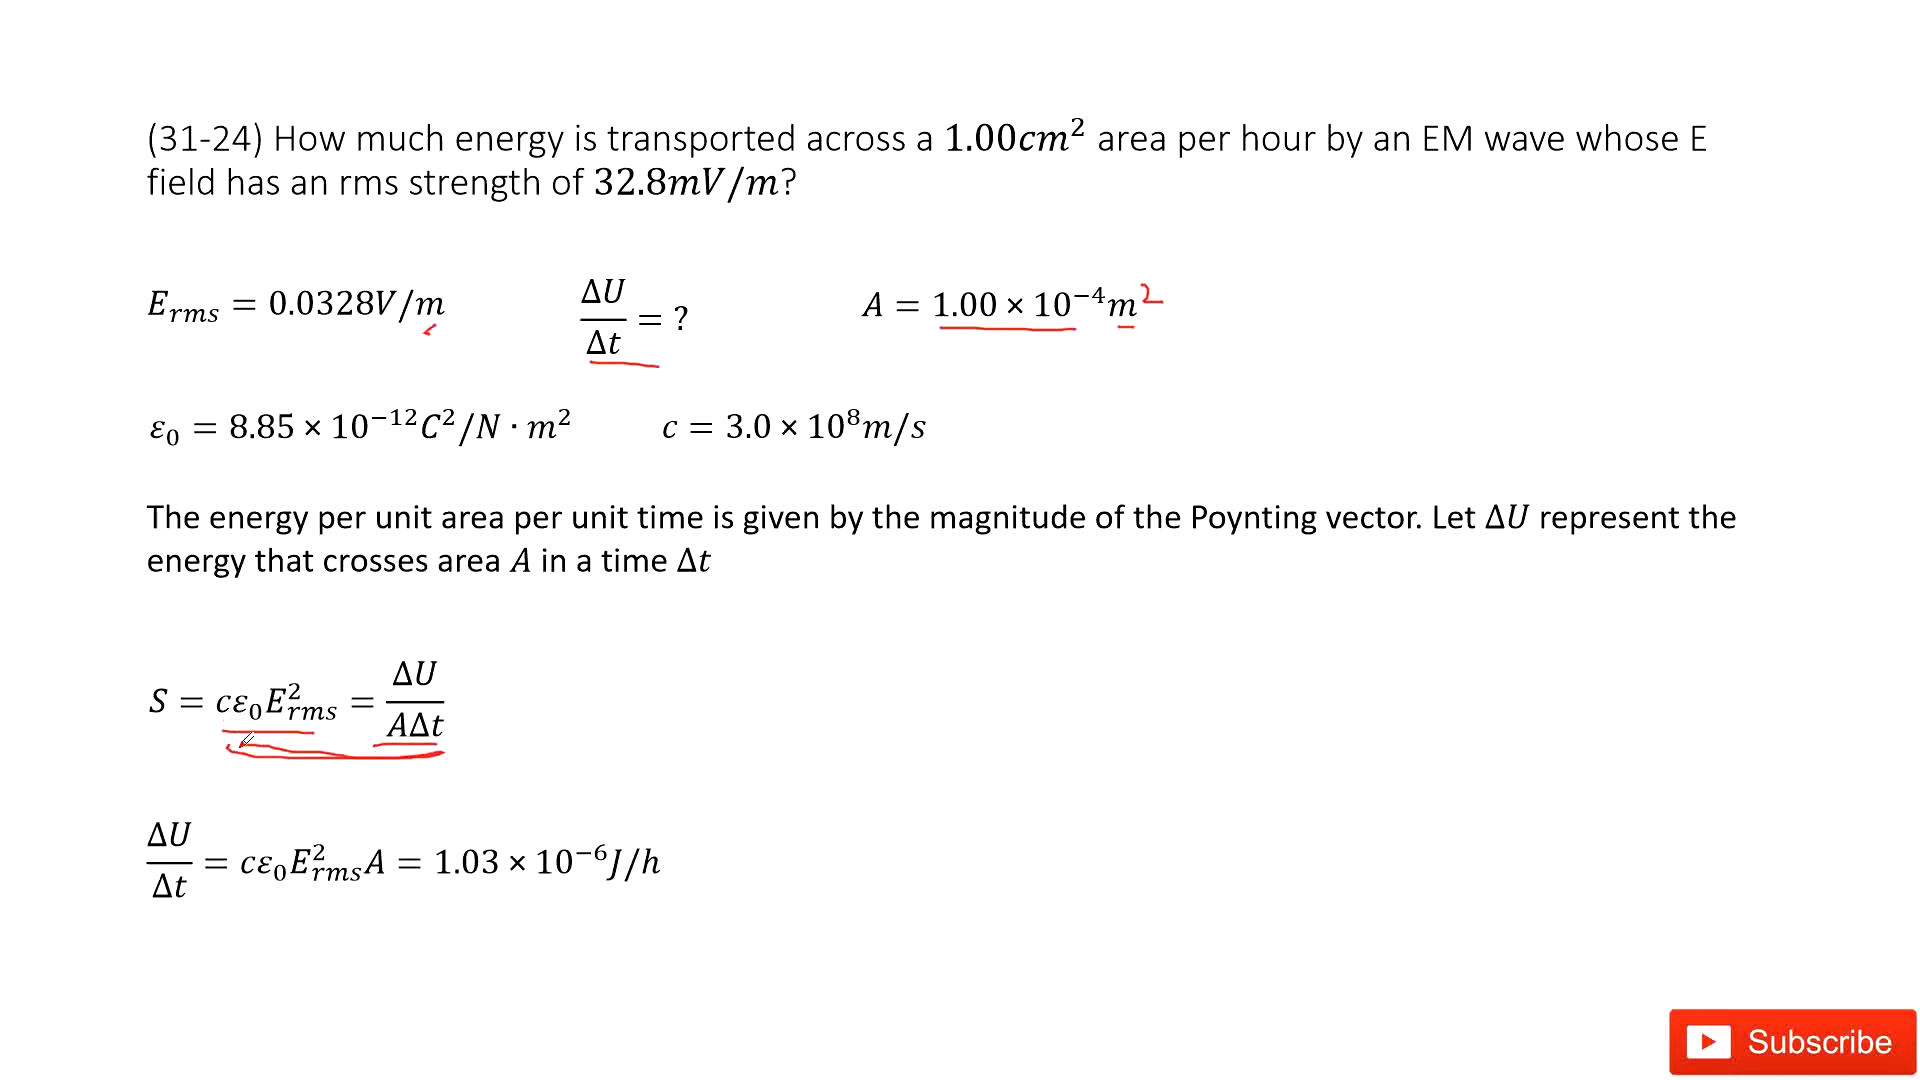 (31-24) How much energy is transported across a 1.00cm² area per hour by an EM wave whose E
field has an rms strength of 32.8mV/m?
E_rms = 0.0328V/m    ΔU/Δt = ?    A = 1.00 × 10⁻⁴m²
ε₀ = 8.85 × 10⁻¹²C²/N · m²    c = 3.0 × 10⁸m/s
The energy per unit area per unit time is given by the magnitude of the Poynting vector. Let ΔU represent the
energy that crosses area A in a time Δt
S = cε₀E²_rms = ΔU/AΔt
ΔU/Δt = cε₀E²_rmsA = 1.03 × 10⁻⁶J/h
Subscribe